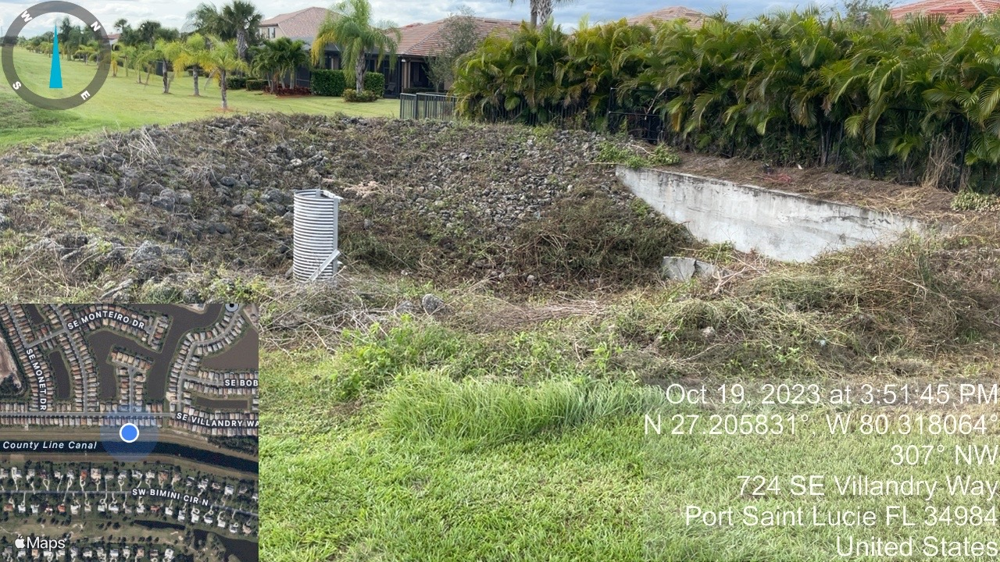 W N
S E
SE MONTEIRO DR
SE MONET DR
SE BOB
SE VILLANDRY WA
County Line Canal
SW BIMINI CIR N
Maps
Oct 19, 2023 at 3:51:45 PM
N 27.205831°, W 80.318064°
307° NW
724 SE Villandry Way
Port Saint Lucie FL 34984
United States